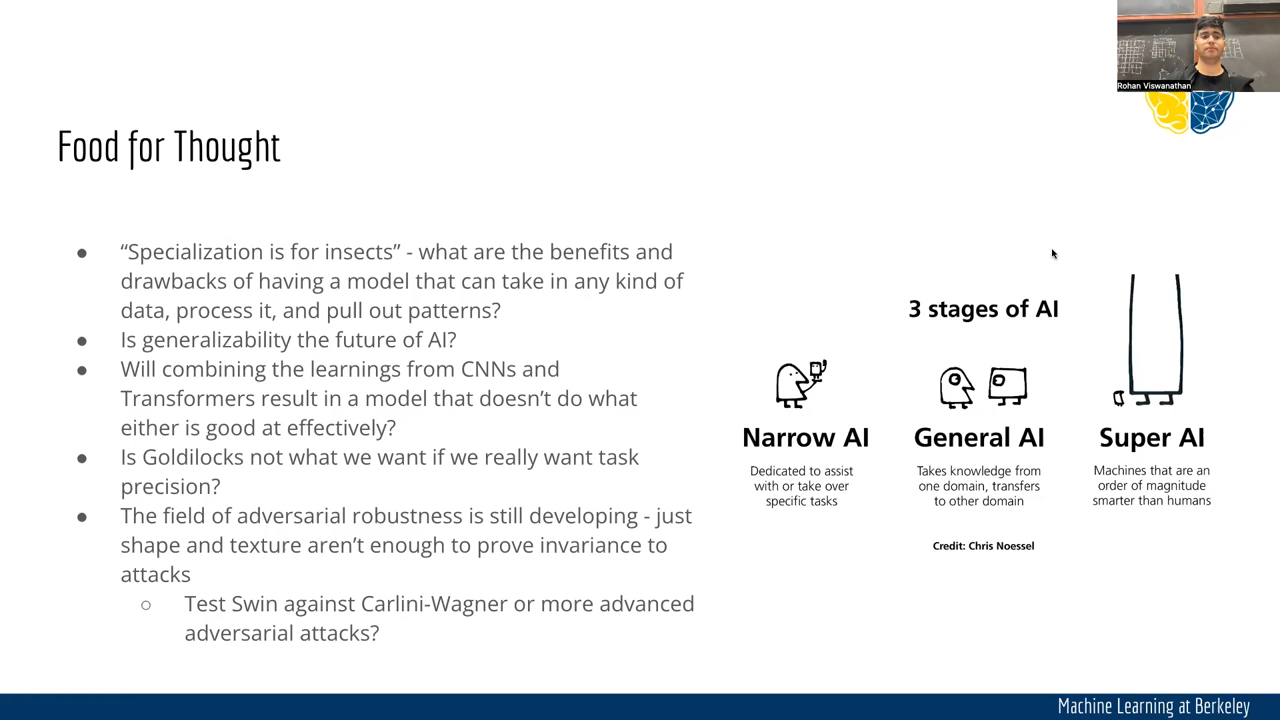 Rohan Viswanathan
Food for Thought
● “Specialization is for insects” - what are the benefits and
drawbacks of having a model that can take in any kind of
data, process it, and pull out patterns?
● Is generalizability the future of AI?
● Will combining the learnings from CNNs and
Transformers result in a model that doesn’t do what
either is good at effectively?
● Is Goldilocks not what we want if we really want task
precision?
● The field of adversarial robustness is still developing - just
shape and texture aren’t enough to prove invariance to
attacks
○ Test Swin against Carlini-Wagner or more advanced
adversarial attacks?
3 stages of AI
Narrow AI
Dedicated to assist
with or take over
specific tasks
General AI
Takes knowledge from
one domain, transfers
to other domain
Super AI
Machines that are an
order of magnitude
smarter than humans
Credit: Chris Noessel
Machine Learning at Berkeley